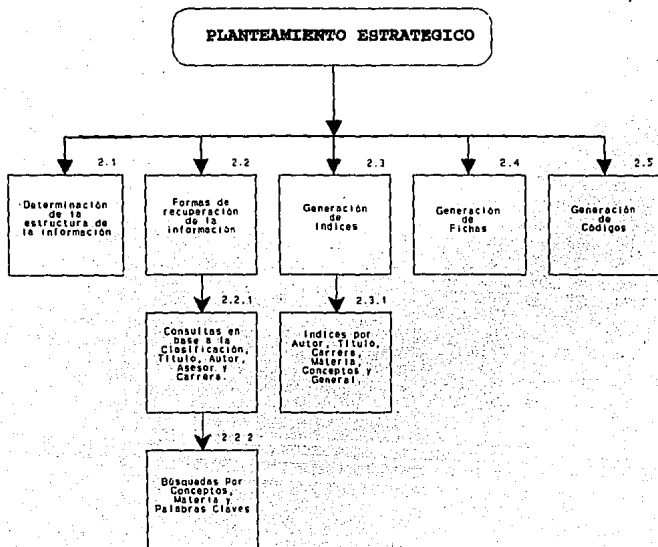 PLANTEAMIENTO ESTRATEGICO
2.1
Determinación
de la
estructura de
la información
2.2
Formas de
recuperación
de la
información
2.3
Generación
de
Indices
2.4
Generación
de
Fichas
2.5
Generación
de
Códigos
2.2.1
Consultas en
base a la
Clasificación,
Título, Autor,
Asesor y
Carrera.
2.3.1
Indices por
Autor, Título,
Carrera,
Materia,
Conceptos y
General.
2.2.2
Búsquedas Por
Conceptos,
Materia y
Palabras Claves